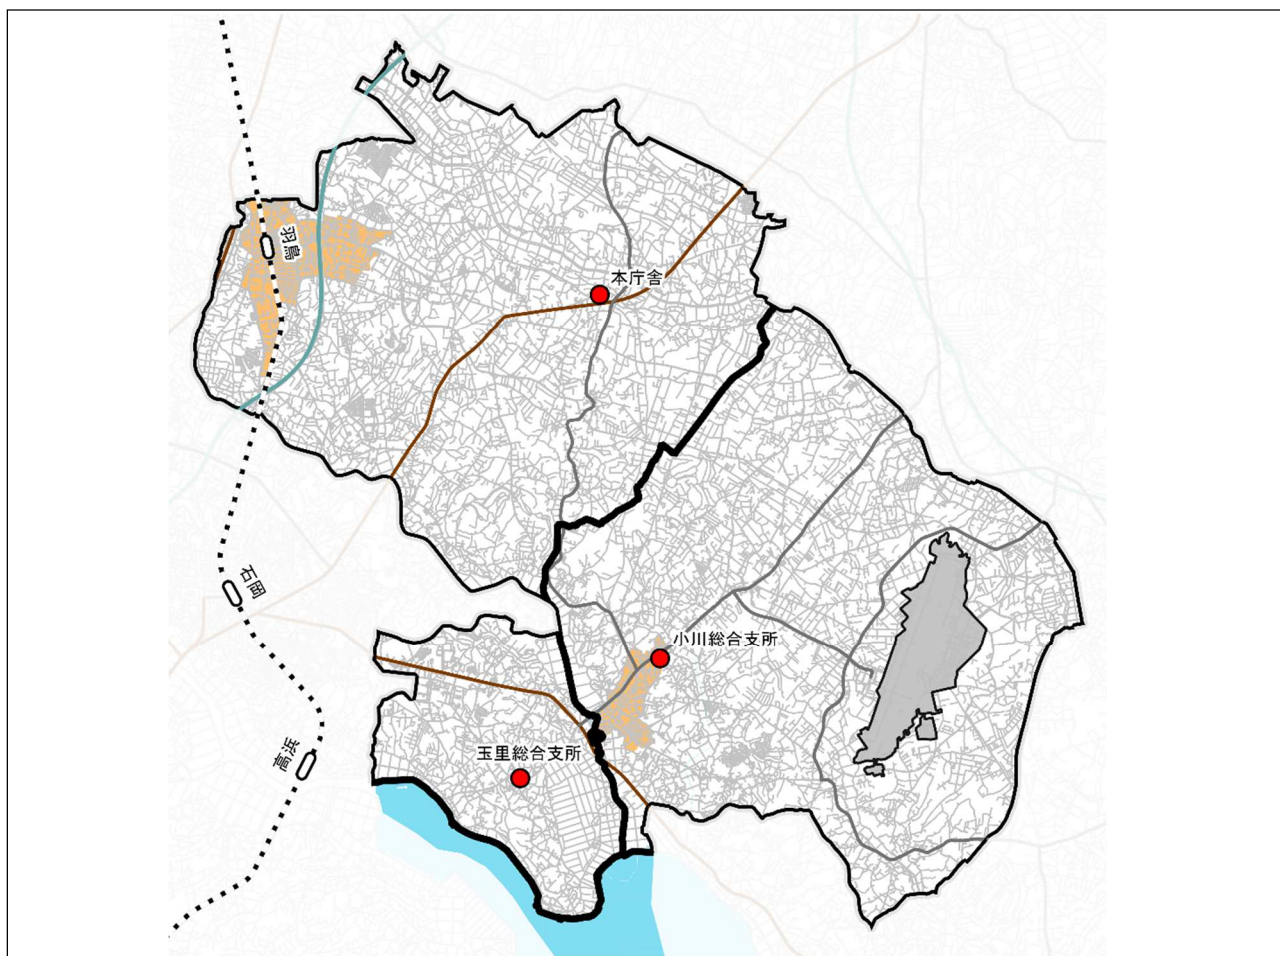 羽鳥
本庁舎
石岡
小川総合支所
高浜
玉里総合支所